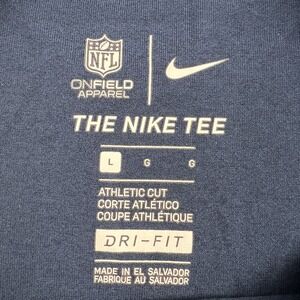 NFL
ONFIELD
APPAREL
THE NIKE TEE
L G G
ATHLETIC CUT
CORTE ATLÉTICO
COUPE ATHLÉTIQUE
DRI-FIT
MADE IN EL SALVADOR
FABRIQUE AU SALVADOR